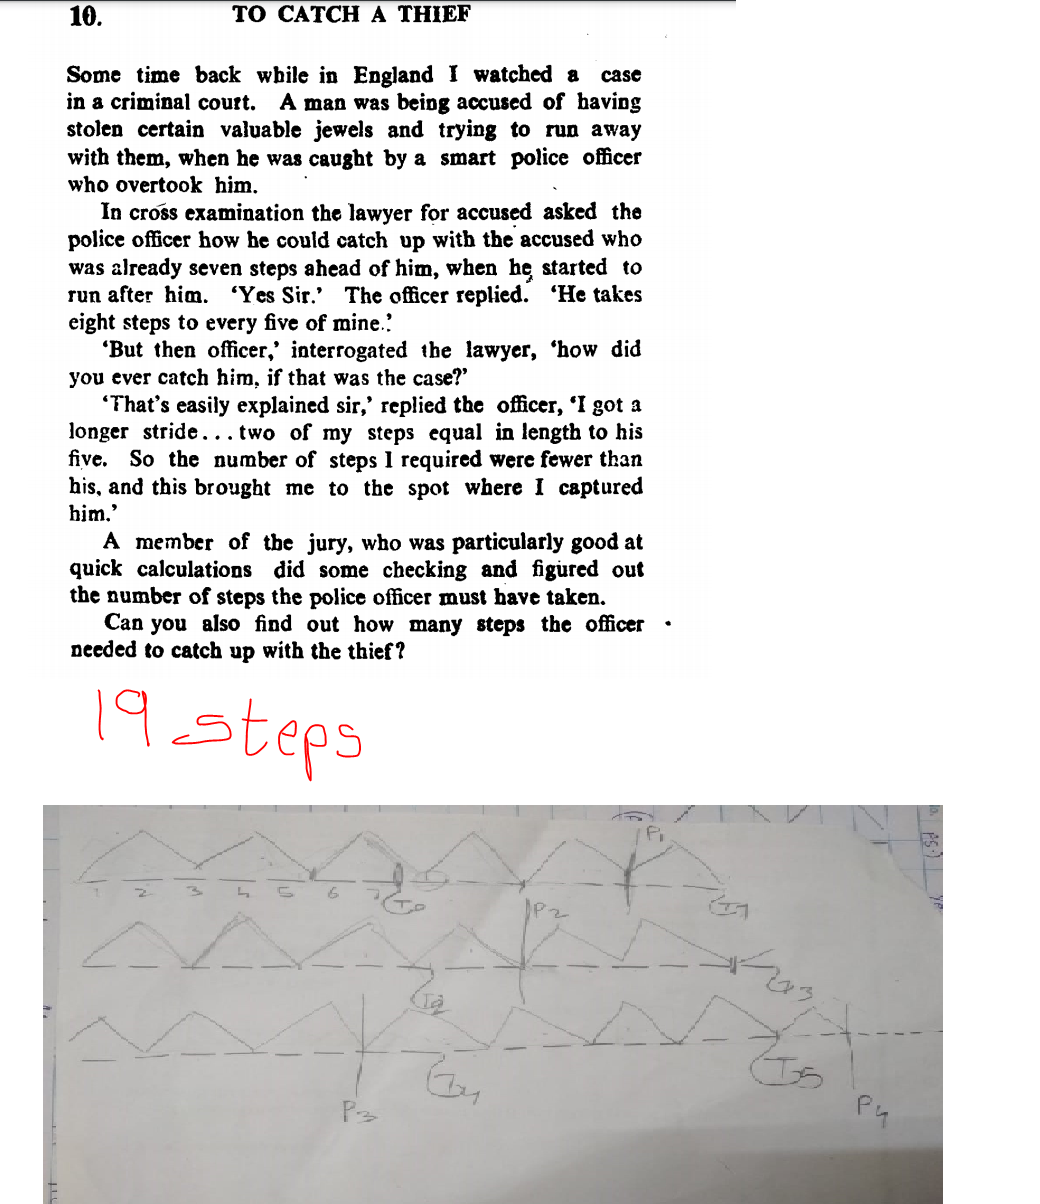 10. TO CATCH A THIEF
Some time back while in England I watched a case
in a criminal court. A man was being accused of having
stolen certain valuable jewels and trying to run away
with them, when he was caught by a smart police officer
who overtook him.
In cross examination the lawyer for accused asked the
police officer how he could catch up with the accused who
was already seven steps ahead of him, when he started to
run after him. ‘Yes Sir.’ The officer replied. ‘He takes
eight steps to every five of mine.’
‘But then officer,’ interrogated the lawyer, ‘how did
you ever catch him, if that was the case?’
‘That’s easily explained sir,’ replied the officer, ‘I got a
longer stride... two of my steps equal in length to his
five. So the number of steps I required were fewer than
his, and this brought me to the spot where I captured
him.’
A member of the jury, who was particularly good at
quick calculations did some checking and figured out
the number of steps the police officer must have taken.
Can you also find out how many steps the officer
needed to catch up with the thief?
19 steps
P1
1 2 3 4 5 6 7
P2
P3
P4